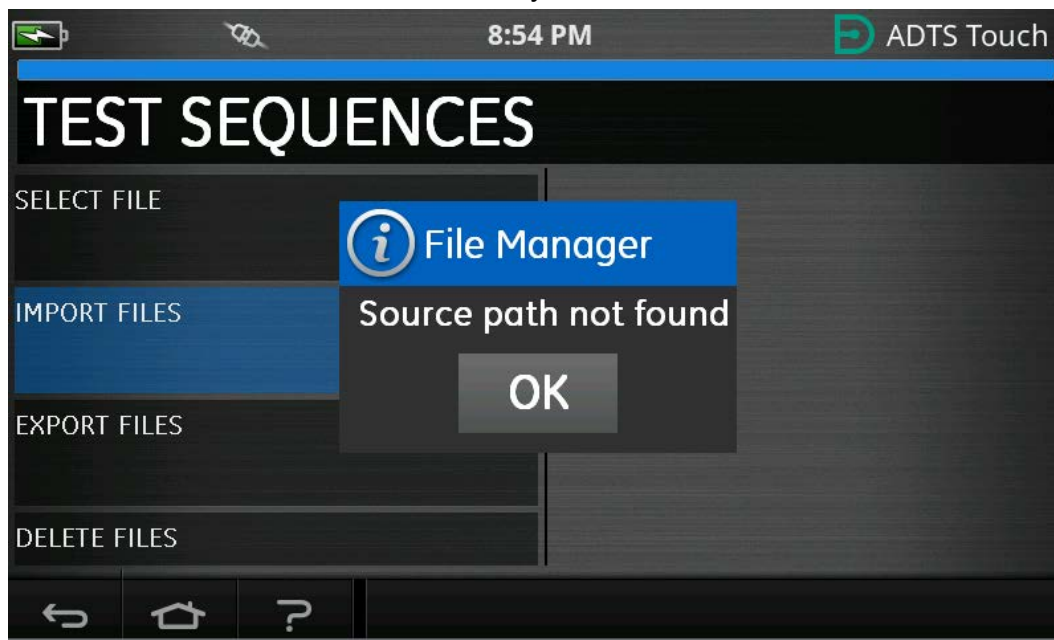 8:54 PM
ADTS Touch
TEST SEQUENCES
SELECT FILE
File Manager
IMPORT FILES
Source path not found
OK
EXPORT FILES
DELETE FILES
?